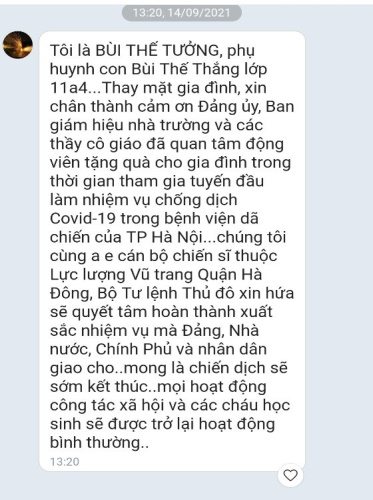 13:20, 14/09/2021
Tôi là BÙI THẾ TƯỞNG, phụ
huynh con Bùi Thế Thắng lớp
11a4...Thay mặt gia đình, xin
chân thành cảm ơn Đảng ủy, Ban
giám hiệu nhà trường và các
thầy cô giáo đã quan tâm động
viên tặng quà cho gia đình trong
thời gian tham gia tuyến đầu
làm nhiệm vụ chống dịch
Covid-19 trong bệnh viện dã
chiến của TP Hà Nội...chúng tôi
cùng a e cán bộ chiến sĩ thuộc
Lực lượng Vũ trang Quận Hà
Đông, Bộ Tư lệnh Thủ đô xin hứa
sẽ quyết tâm hoàn thành xuất
sắc nhiệm vụ mà Đảng, Nhà
nước, Chính Phủ và nhân dân
giao cho..mong là chiến dịch sẽ
sớm kết thúc..mọi hoạt động
công tác xã hội và các cháu học
sinh sẽ được trở lại hoạt động
bình thường..
13:20